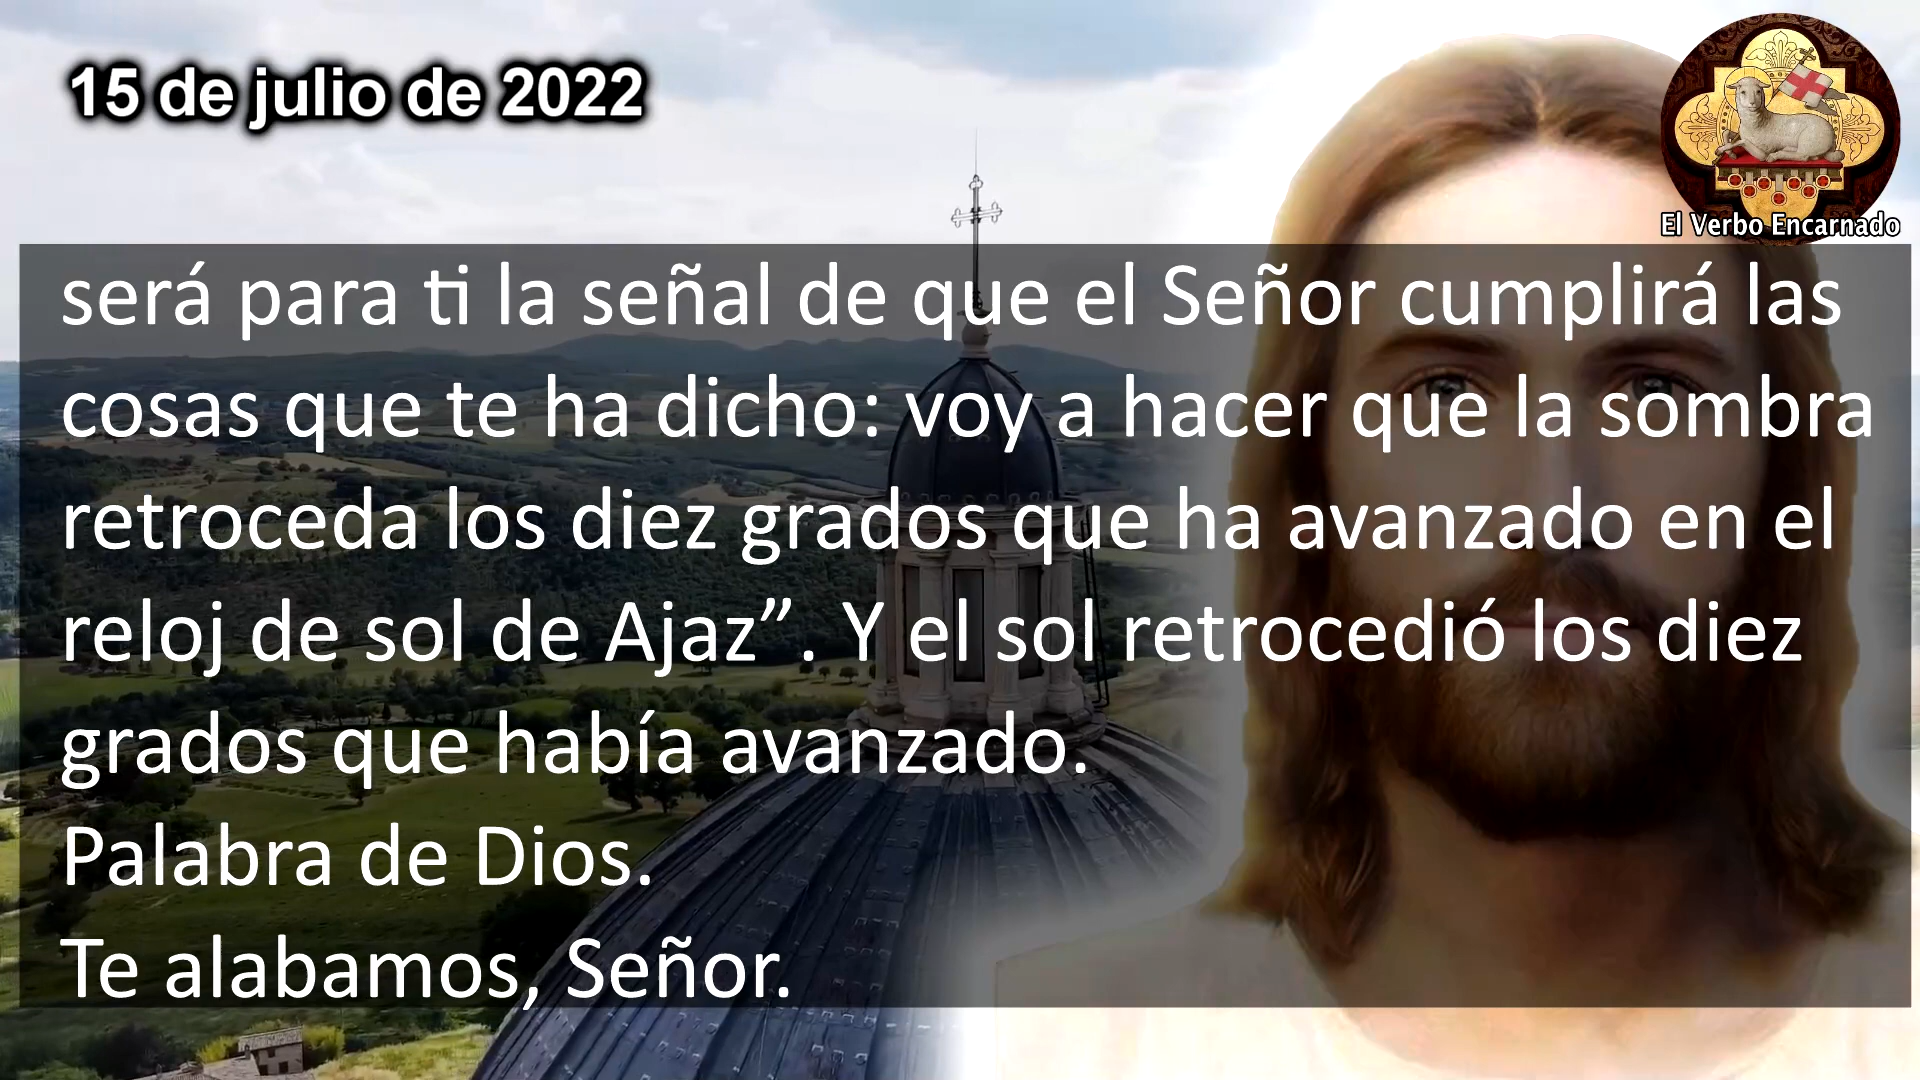 15 de julio de 2022
El Verbo Encarnado
será para ti la señal de que el Señor cumplirá las
cosas que te ha dicho: voy a hacer que la sombra
retroceda los diez grados que ha avanzado en el
reloj de sol de Ajaz”. Y el sol retrocedió los diez
grados que había avanzado.
Palabra de Dios.
Te alabamos, Señor.